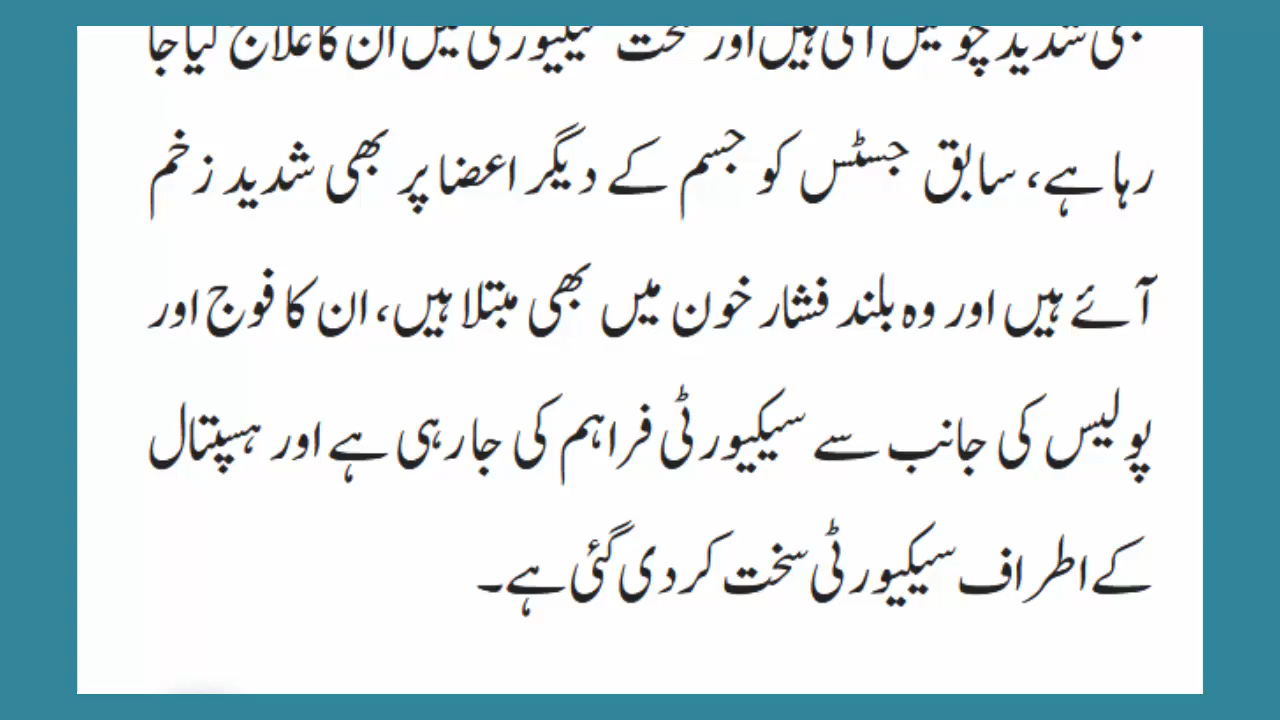 بھی شدید چوٹیں آئی ہیں اور سخت سیکیورٹی میں ان کا علاج کیا جا
رہا ہے، سابق جسٹس کو جسم کے دیگر اعضا پر بھی شدید زخم
آئے ہیں اور وہ بلند فشار خون میں بھی مبتلا ہیں، ان کا فوج اور
پولیس کی جانب سے سیکیورٹی فراہم کی جا رہی ہے اور ہسپتال
کے اطراف سیکیورٹی سخت کر دی گئی ہے۔